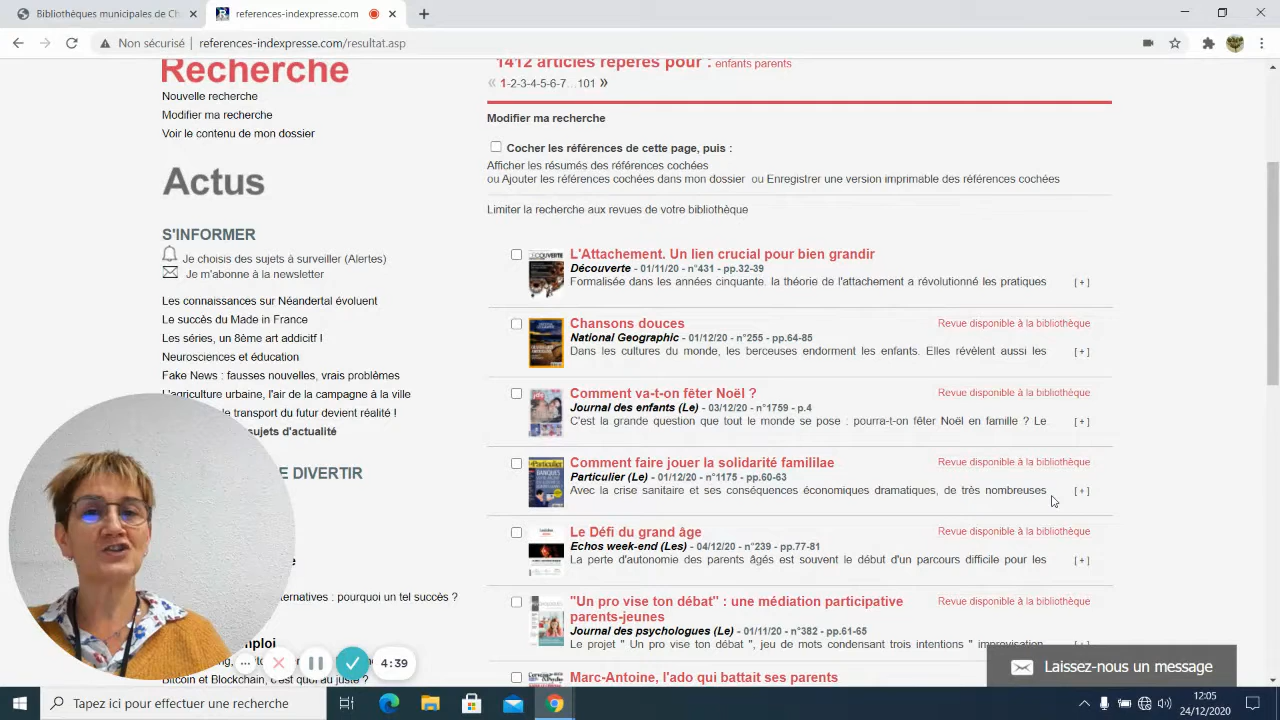 Bibliothèques municipales de Ch
references-indexpresse.com
Non sécurisé | references-indexpresse.com/resultat.asp
Recherche
Nouvelle recherche
Modifier ma recherche
Voir le contenu de mon dossier
Actus
S'INFORMER
Je choisis des sujets à surveiller (Alertes)
Je m'abonne à la newsletter
Les connaissances sur Néandertal évoluent
Le succès du Made in France
Les séries, un 8ème art addicitf !
Neurosciences et éducation
Fake News : fausses nouvelles, vrais problèmes
L'agriculture urbaine, l'air de la campagne à la ville
le transport du futur devient réalité !
sujets d'actualité
E DIVERTIR
ternatives : pourquoi un tel succès ?
mploi
Bitcoin et Blockchain, c'est quoi au juste ?
4:39
1412 articles repérés pour : enfants parents
« 1-2-3-4-5-6-7...101 »
Modifier ma recherche
Cocher les références de cette page, puis :
Afficher les résumés des références cochées
ou Ajouter les références cochées dans mon dossier ou Enregistrer une version imprimable des références cochées
Limiter la recherche aux revues de votre bibliothèque
L'Attachement. Un lien crucial pour bien grandir
Découverte - 01/11/20 - n°431 - pp.32-39
Formalisée dans les années cinquante, la théorie de l'attachement a révolutionné les pratiques [+]
Chansons douces Revue disponible à la bibliothèque
National Geographic - 01/12/20 - n°255 - pp.64-85
Dans les cultures du monde, les berceuses endorment les enfants. Elles révèlent aussi les [+]
Comment va-t-on fêter Noël ? Revue disponible à la bibliothèque
Journal des enfants (Le) - 03/12/20 - n°1759 - p.4
C'est la grande question que tout le monde se pose : pourra-t-on fêter Noël en famille ? Le [+]
Comment faire jouer la solidarité famililae Revue disponible à la bibliothèque
Particulier (Le) - 01/12/20 - n°1175 - pp.60-63
Avec la crise sanitaire et ses conséquences économiques dramatiques, de très nombreuses [+]
Le Défi du grand âge Revue disponible à la bibliothèque
Echos week-end (Les) - 04/12/20 - n°239 - pp.77-81
La perte d'autonomie des parents âgés est souvent le début d'un parcours difficile pour les [+]
"Un pro vise ton débat" : une médiation participative Revue disponible à la bibliothèque
parents-jeunes
Journal des psychologues (Le) - 01/11/20 - n°382 - pp.61-65
Le projet " Un pro vise ton débat ", jeu de mots condensant trois intentions " improvisation, [+]
Marc-Antoine, l'ado qui battait ses parents
Laissez-nous un message
Tapez ici pour effectuer une recherche
12:05
24/12/2020